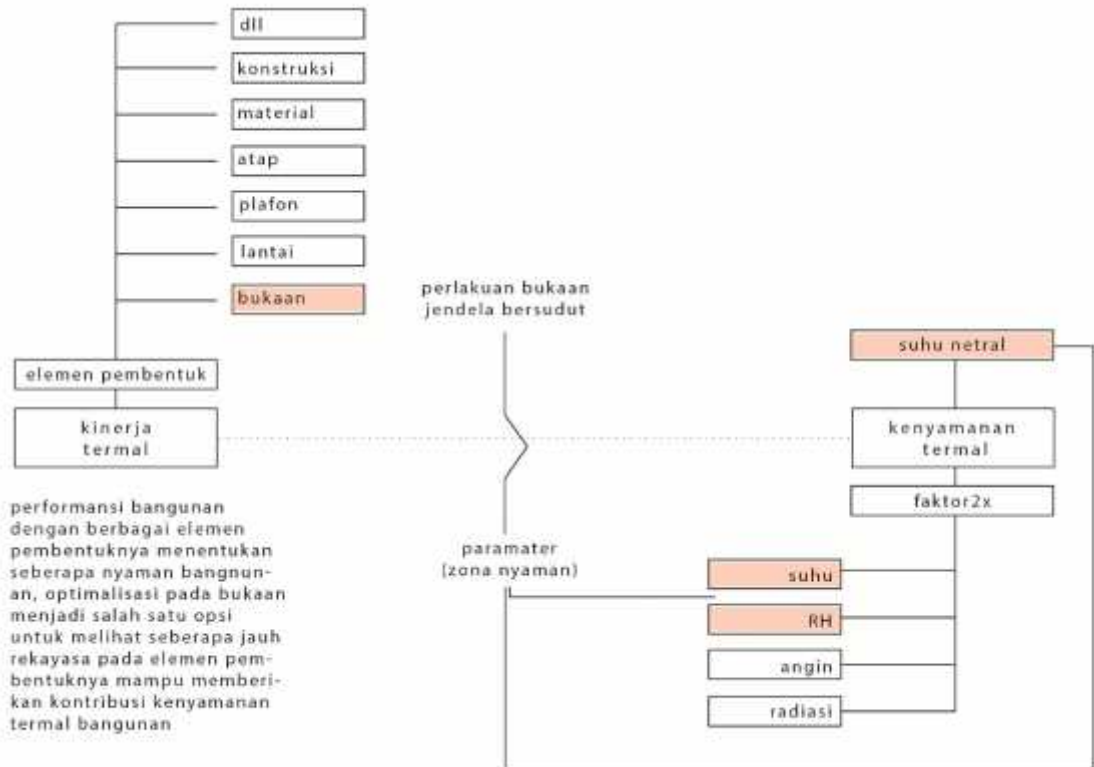 dll
konstruksi
material
atap
plafon
lantai
bukaan
elemen pembentuk
kinerja
termal
performansi bangunan
dengan berbagai elemen
pembentuknya menentukan
seberapa nyaman bangnun-
an, optimalisasi pada bukaan
menjadi salah satu opsi
untuk melihat seberapa jauh
rekayasa pada elemen pem-
bentuknya mampu memberi-
kan kontribusi kenyamanan
termal bangunan
perlakuan bukaan
jendela bersudut
paramater
(zona nyaman)
suhu netral
kenyamanan
termal
faktor2x
suhu
RH
angin
radiasi